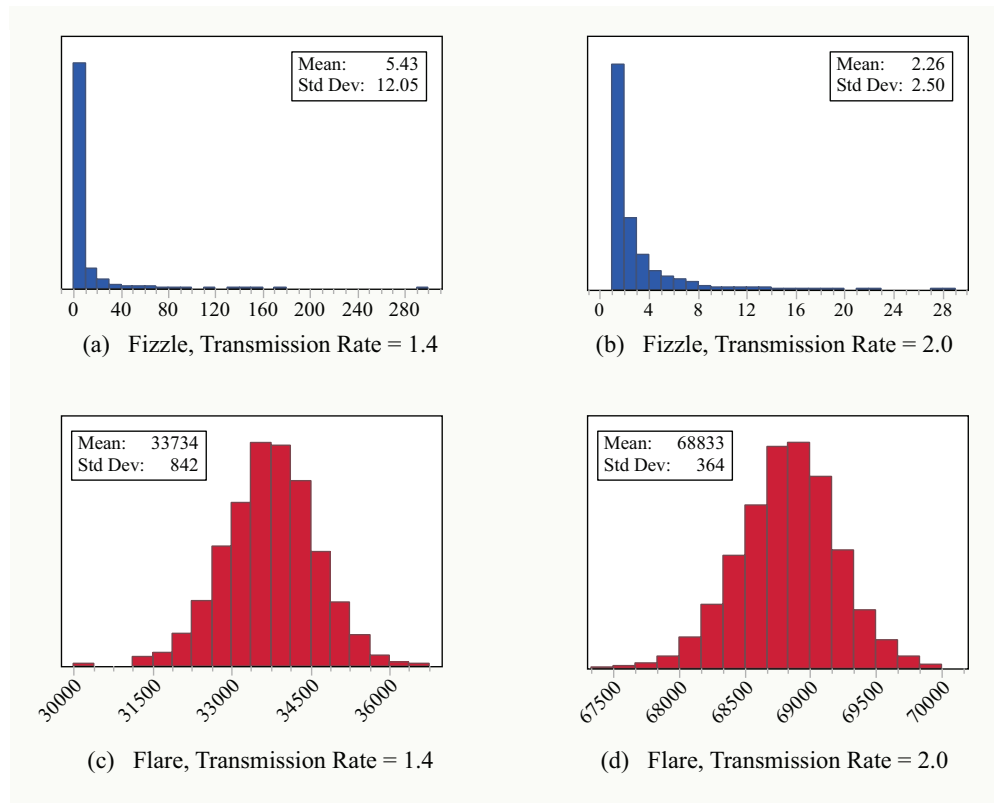 Mean: 5.43
Std Dev: 12.05
0 40 80 120 160 200 240 280
(a) Fizzle, Transmission Rate = 1.4
Mean: 2.26
Std Dev: 2.50
0 4 8 12 16 20 24 28
(b) Fizzle, Transmission Rate = 2.0
Mean: 33734
Std Dev: 842
30000 31500 33000 34500 36000
(c) Flare, Transmission Rate = 1.4
Mean: 68833
Std Dev: 364
67500 68000 68500 69000 69500 70000
(d) Flare, Transmission Rate = 2.0